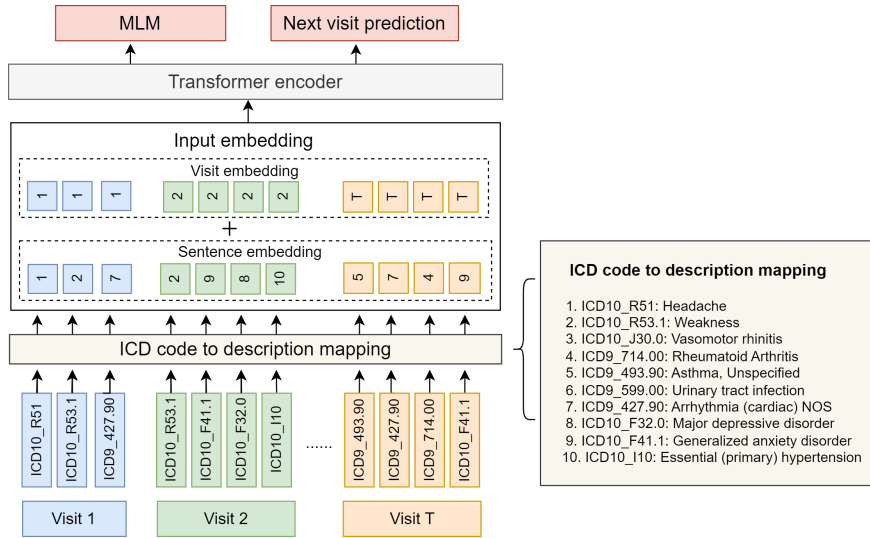 MLM
Next visit prediction
Transformer encoder
Input embedding
Visit embedding
1 1 1 2 2 2 2 T T T T
+
Sentence embedding
1 2 7 2 9 8 10 5 7 4 9
ICD code to description mapping
ICD10_R51
ICD10_R53.1
ICD9_427.90
ICD10_R53.1
ICD10_F41.1
ICD10_F32.0
ICD10_I10
......
ICD9_493.90
ICD9_427.90
ICD9_714.00
ICD10_F41.1
Visit 1
Visit 2
Visit T
ICD code to description mapping
1. ICD10_R51: Headache
2. ICD10_R53.1: Weakness
3. ICD10_J30.0: Vasomotor rhinitis
4. ICD9_714.00: Rheumatoid Arthritis
5. ICD9_493.90: Asthma, Unspecified
6. ICD9_599.00: Urinary tract infection
7. ICD9_427.90: Arrhythmia (cardiac) NOS
8. ICD10_F32.0: Major depressive disorder
9. ICD10_F41.1: Generalized anxiety disorder
10. ICD10_I10: Essential (primary) hypertension